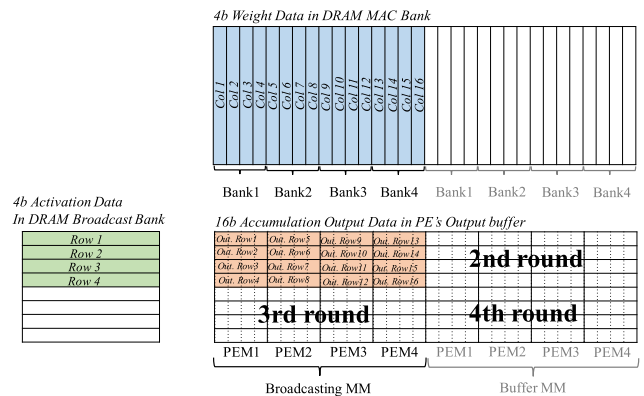 4b Weight Data in DRAM MAC Bank
Col 1 Col 2 Col 3 Col 4 Col 5 Col 6 Col 7 Col 8 Col 9 Col 10 Col 11 Col 12 Col 13 Col 14 Col 15 Col 16
Bank1 Bank2 Bank3 Bank4 Bank1 Bank2 Bank3 Bank4
4b Activation Data
In DRAM Broadcast Bank
Row 1
Row 2
Row 3
Row 4
16b Accumulation Output Data in PE's Output buffer
Out. Row1 Out. Row5 Out. Row9 Out. Row13
Out. Row2 Out. Row6 Out. Row10 Out. Row14
Out. Row3 Out. Row7 Out. Row11 Out. Row15
Out. Row4 Out. Row8 Out. Row12 Out. Row16
2nd round
3rd round 4th round
PEM1 PEM2 PEM3 PEM4 PEM1 PEM2 PEM3 PEM4
Broadcasting MM Buffer MM